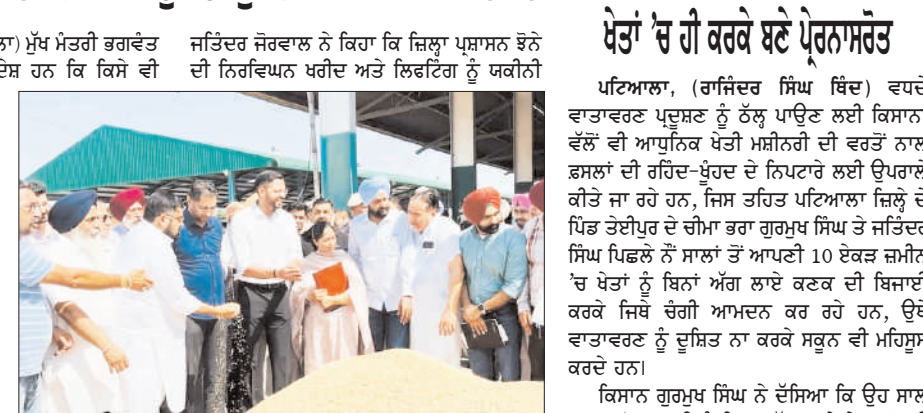 ਲਾ) ਮੁੱਖ ਮੰਤਰੀ ਭਗਵੰਤ
ਦੇਸ਼ ਹਨ ਕਿ ਕਿਸੇ ਵੀ
ਜਤਿੰਦਰ ਜੋਰਵਾਲ ਨੇ ਕਿਹਾ ਕਿ ਜ਼ਿਲ੍ਹਾ ਪ੍ਰਸ਼ਾਸਨ ਝੋਨੇ
ਦੀ ਨਿਰਵਿਘਨ ਖਰੀਦ ਅਤੇ ਲਿਫਟਿੰਗ ਨੂੰ ਯਕੀਨੀ
ਖੇਤਾਂ ’ਚ ਹੀ ਕਰਕੇ ਬਣੇ ਪ੍ਰੇਰਨਾਸਰੋਤ
ਪਟਿਆਲਾ, (ਰਾਜਿੰਦਰ ਸਿੰਘ ਥਿੰਦ) ਵਧਦੇ
ਵਾਤਾਵਰਣ ਪ੍ਰਦੂਸ਼ਣ ਨੂੰ ਠੱਲ੍ਹ ਪਾਉਣ ਲਈ ਕਿਸਾਨਾਂ
ਵੱਲੋਂ ਵੀ ਆਧੁਨਿਕ ਖੇਤੀ ਮਸ਼ੀਨਰੀ ਦੀ ਵਰਤੋਂ ਨਾਲ
ਫ਼ਸਲਾਂ ਦੀ ਰਹਿੰਦ-ਖੂੰਹਦ ਦੇ ਨਿਪਟਾਰੇ ਲਈ ਉਪਰਾਲੇ
ਕੀਤੇ ਜਾ ਰਹੇ ਹਨ, ਜਿਸ ਤਹਿਤ ਪਟਿਆਲਾ ਜ਼ਿਲ੍ਹੇ ਦੇ
ਪਿੰਡ ਤੇਈਪੁਰ ਦੇ ਚੀਮਾ ਭਰਾ ਗੁਰਮੁਖ ਸਿੰਘ ਤੇ ਜਤਿੰਦਰ
ਸਿੰਘ ਪਿਛਲੇ ਨੌਂ ਸਾਲਾਂ ਤੋਂ ਆਪਣੀ 10 ਏਕੜ ਜ਼ਮੀਨ
’ਚ ਖੇਤਾਂ ਨੂੰ ਬਿਨਾਂ ਅੱਗ ਲਾਏ ਕਣਕ ਦੀ ਬਿਜਾਈ
ਕਰਕੇ ਜਿਥੇ ਚੰਗੀ ਆਮਦਨ ਕਰ ਰਹੇ ਹਨ, ਉਥੇ
ਵਾਤਾਵਰਣ ਨੂੰ ਦੂਸ਼ਿਤ ਨਾ ਕਰਕੇ ਸਕੂਨ ਵੀ ਮਹਿਸੂਸ
ਕਰਦੇ ਹਨ।
ਕਿਸਾਨ ਗੁਰਮੁਖ ਸਿੰਘ ਨੇ ਦੱਸਿਆ ਕਿ ਉਹ ਸਾਲ